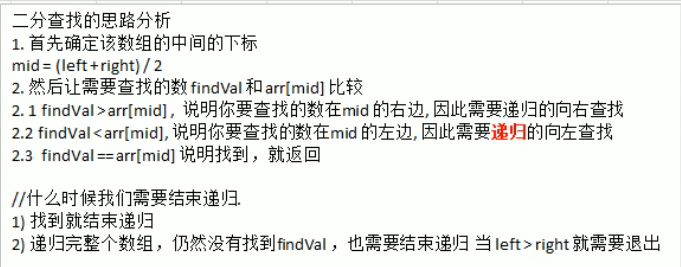 二分查找的思路分析
1. 首先确定该数组的中间的下标
mid = (left + right) / 2
2. 然后让需要查找的数 findVal 和 arr[mid] 比较
2. 1 findVal > arr[mid] , 说明你要查找的数在mid 的右边, 因此需要递归的向右查找
2.2 findVal < arr[mid], 说明你要查找的数在mid 的左边, 因此需要递归的向左查找
2.3 findVal == arr[mid] 说明找到，就返回
//什么时候我们需要结束递归.
1) 找到就结束递归
2) 递归完整个数组，仍然没有找到findVal ，也需要结束递归 当 left > right 就需要退出